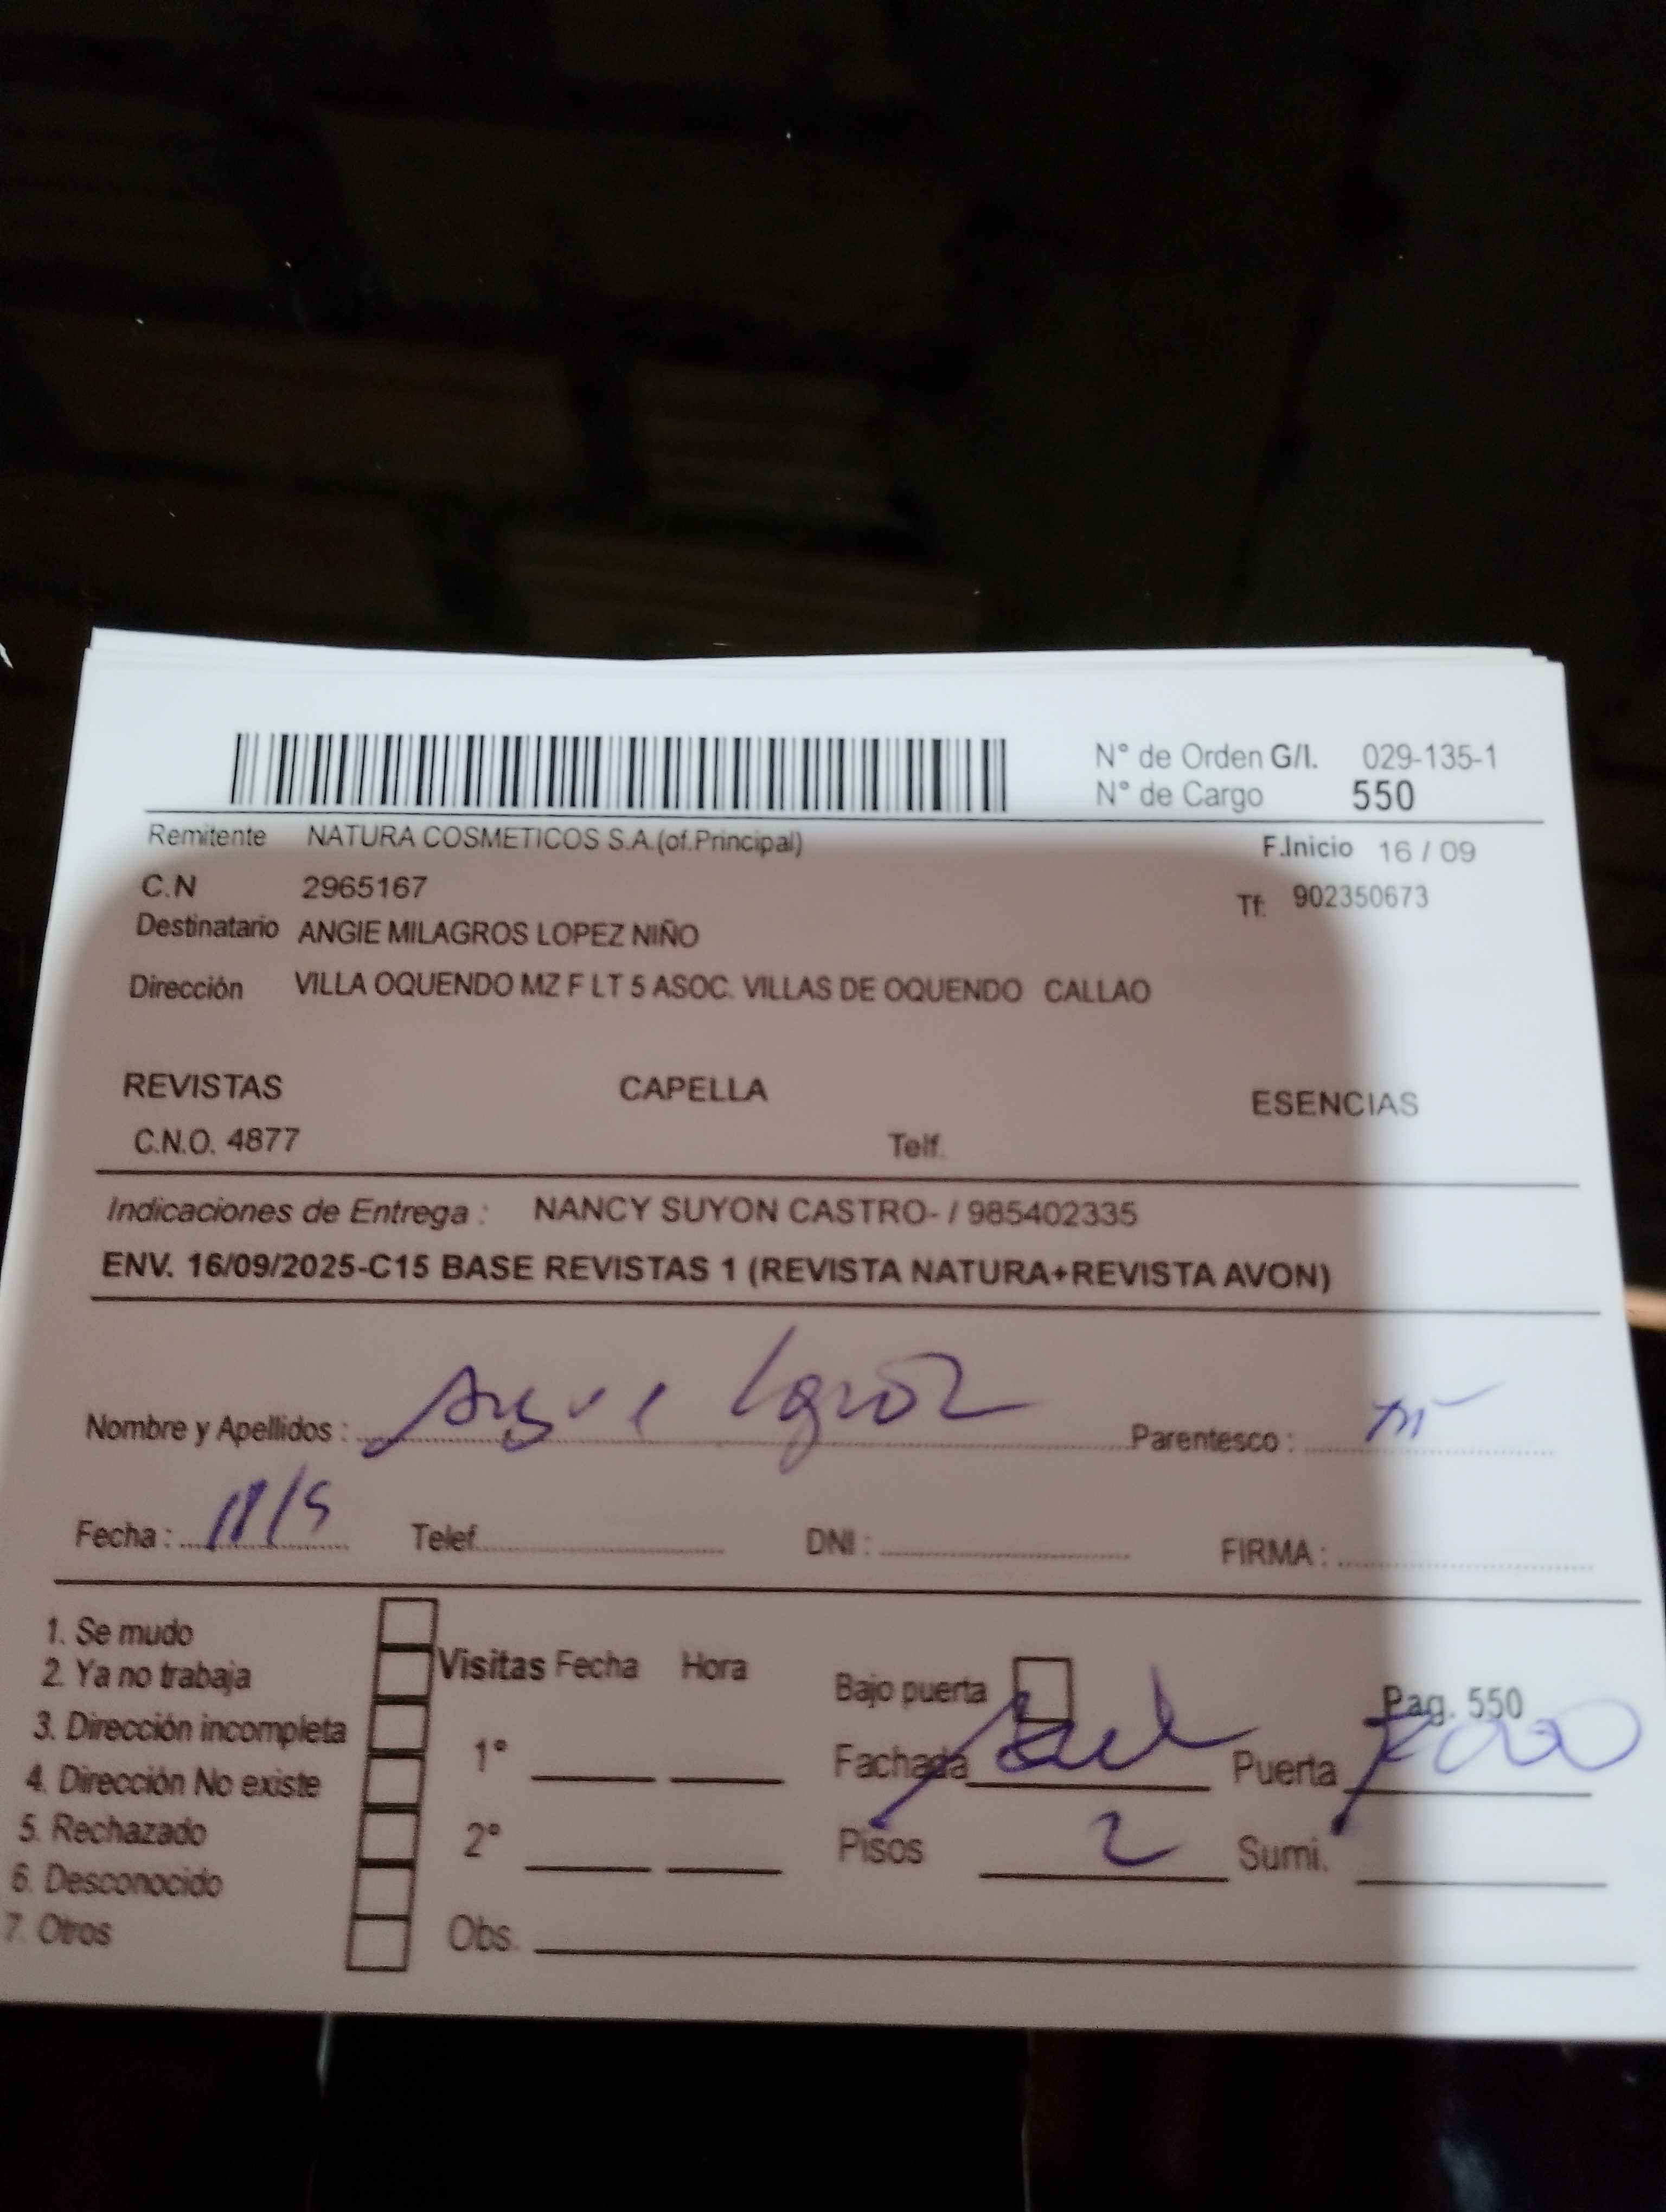 N° de Orden G/I. 029-135-1
N° de Cargo 550
Remitente NATURA COSMETICOS S.A.(of.Principal)
F.Inicio 16 / 09
C.N 2965167
Tf: 902350673
Destinatario ANGIE MILAGROS LOPEZ NIÑO
Dirección VILLA OQUENDO MZ F LT 5 ASOC. VILLAS DE OQUENDO CALLAO
REVISTAS CAPELLA ESENCIAS
C.N.O. 4877 Telf.
Indicaciones de Entrega : NANCY SUYON CASTRO- / 985402335
ENV. 16/09/2025-C15 BASE REVISTAS 1 (REVISTA NATURA+REVISTA AVON)
Nombre y Apellidos : Parentesco :
Fecha : Telef. DNI : FIRMA :
1. Se mudo
2. Ya no trabaja
3. Dirección incompleta
4. Dirección No existe
5. Rechazado
6. Desconocido
7. Otros
Visitas Fecha Hora
1°
2°
Obs.
Bajo puerta Pag. 550
Fachada Puerta
Pisos 2 Sumi.